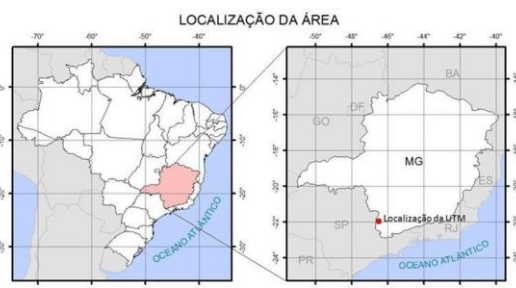 LOCALIZAÇÃO DA ÁREA
-70° -60° -50° -40°
-50° -48° -46° -44° -42° -40°
0°
-10°
-20°
-30°
OCEANO ATLÂNTICO
-14°
-16°
-18°
-20°
-22°
-24°
BA
DF
GO
MG
ES
Localização da UTM
SP
RJ
PR
OCEANO ATLÂNTICO